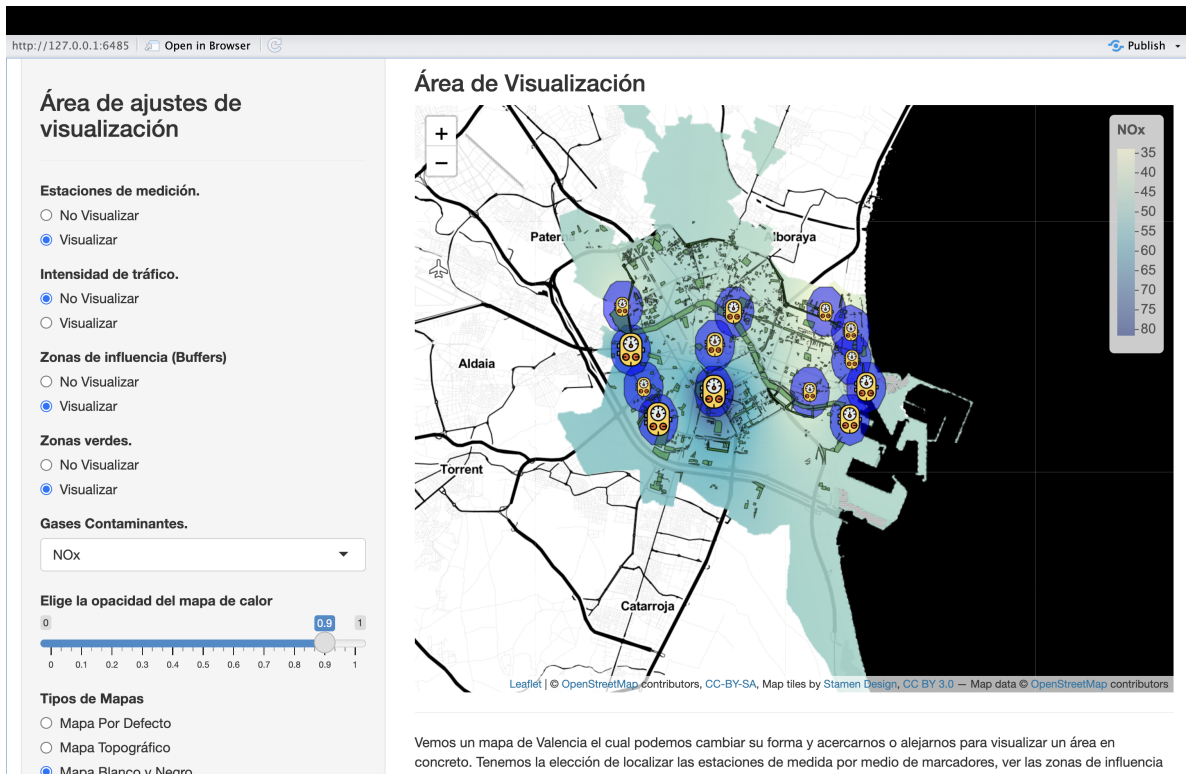 http://127.0.0.1:6485 Open in Browser Publish
Área de ajustes de
visualización
Estaciones de medición.
No Visualizar
Visualizar
Intensidad de tráfico.
No Visualizar
Visualizar
Zonas de influencia (Buffers)
No Visualizar
Visualizar
Zonas verdes.
No Visualizar
Visualizar
Gases Contaminantes.
NOx
Elige la opacidad del mapa de calor
0 0.9 1
0 0.1 0.2 0.3 0.4 0.5 0.6 0.7 0.8 0.9 1
Tipos de Mapas
Mapa Por Defecto
Mapa Topográfico
Mapa Blanco y Negro
Área de Visualización
+
−
NOx
35
40
45
50
55
60
65
70
75
80
Paterna
lboraya
Aldaia
Torrent
Catarroja
Leaflet | © OpenStreetMap contributors, CC-BY-SA, Map tiles by Stamen Design, CC BY 3.0 — Map data © OpenStreetMap contributors
Vemos un mapa de Valencia el cual podemos cambiar su forma y acercarnos o alejarnos para visualizar un área en
concreto. Tenemos la elección de localizar las estaciones de medida por medio de marcadores, ver las zonas de influencia